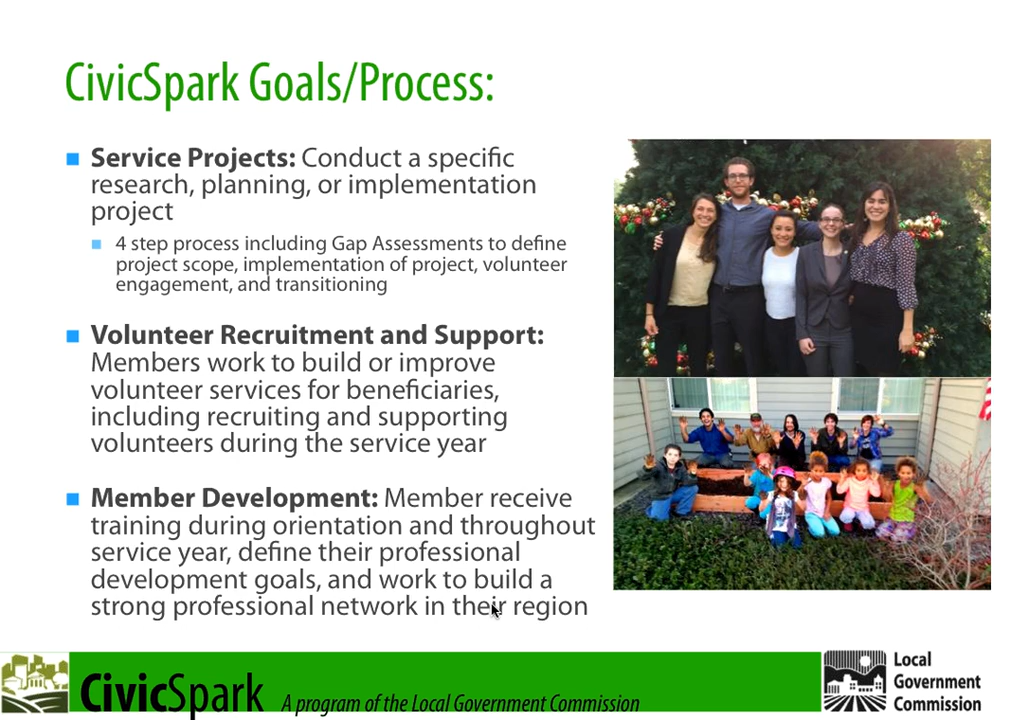 CivicSpark Goals/Process:
Service Projects: Conduct a specific
research, planning, or implementation
project
4 step process including Gap Assessments to define
project scope, implementation of project, volunteer
engagement, and transitioning
Volunteer Recruitment and Support:
Members work to build or improve
volunteer services for beneficiaries,
including recruiting and supporting
volunteers during the service year
Member Development: Member receive
training during orientation and throughout
service year, define their professional
development goals, and work to build a
strong professional network in their region
CivicSpark A program of the Local Government Commission
Local
Government
Commission